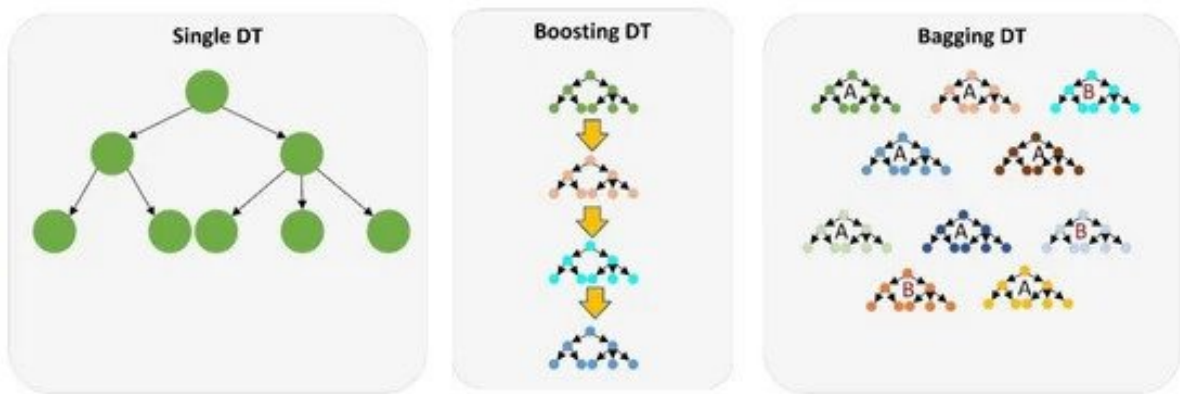 Single DT
Boosting DT
Bagging DT
A A B
A A
A A B
B A